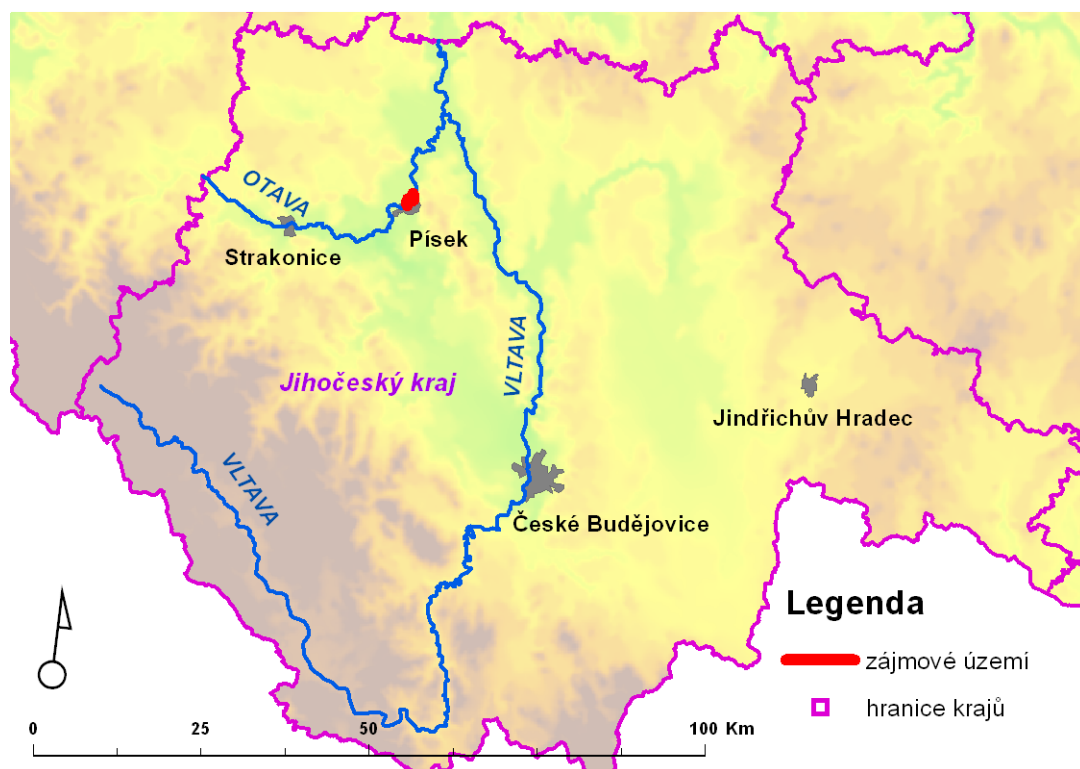 OTAVA
Strakonice
Písek
VLTAVA
Jihočeský kraj
Jindřichův Hradec
VLTAVA
České Budějovice
Legenda
zájmové území
hranice krajů
0 25 50 100 Km